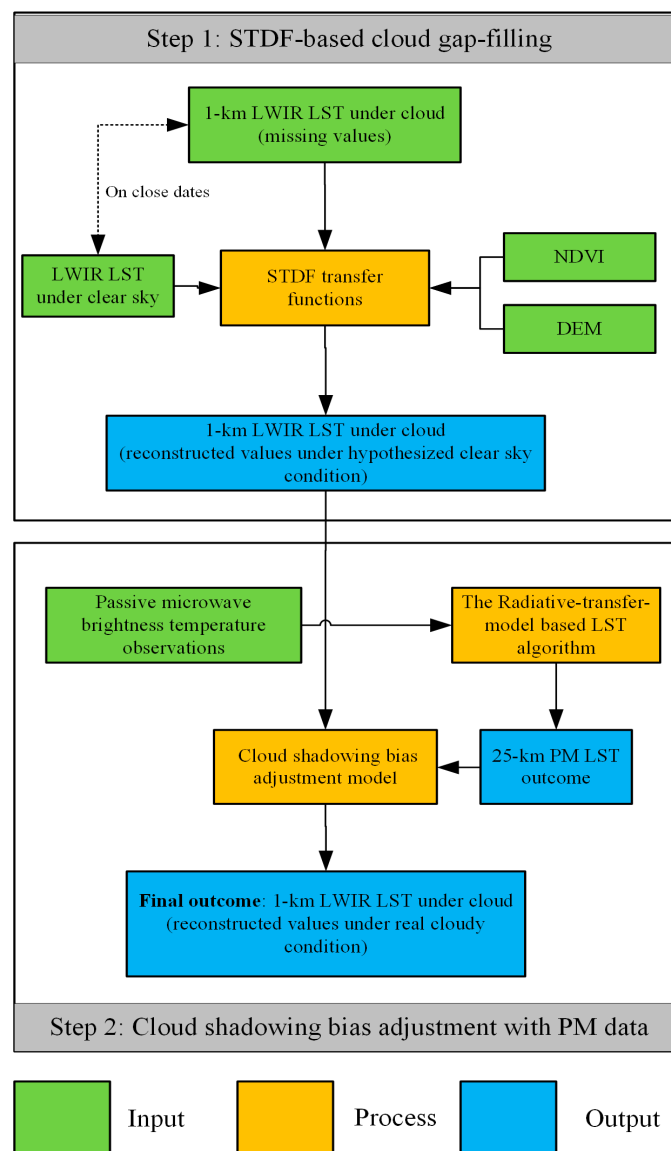 Step 1: STDF-based cloud gap-filling
1-km LWIR LST under cloud
(missing values)
On close dates
LWIR LST
under clear sky
STDF transfer
functions
NDVI
DEM
1-km LWIR LST under cloud
(reconstructed values under hypothesized clear sky
condition)
Passive microwave
brightness temperature
observations
The Radiative-transfer-
model based LST
algorithm
Cloud shadowing bias
adjustment model
25-km PM LST
outcome
Final outcome: 1-km LWIR LST under cloud
(reconstructed values under real cloudy
condition)
Step 2: Cloud shadowing bias adjustment with PM data
Input
Process
Output